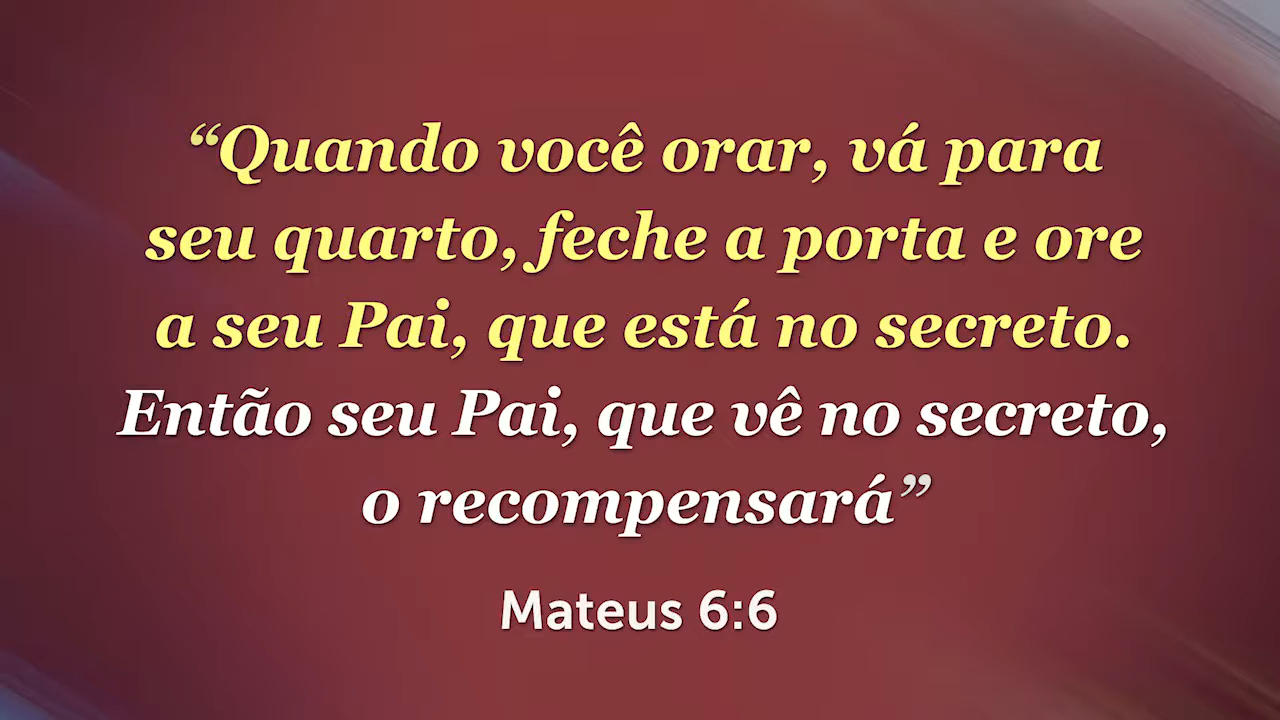 “Quando você orar, vá para
seu quarto, feche a porta e ore
a seu Pai, que está no secreto.
Então seu Pai, que vê no secreto,
o recompensará”
Mateus 6:6